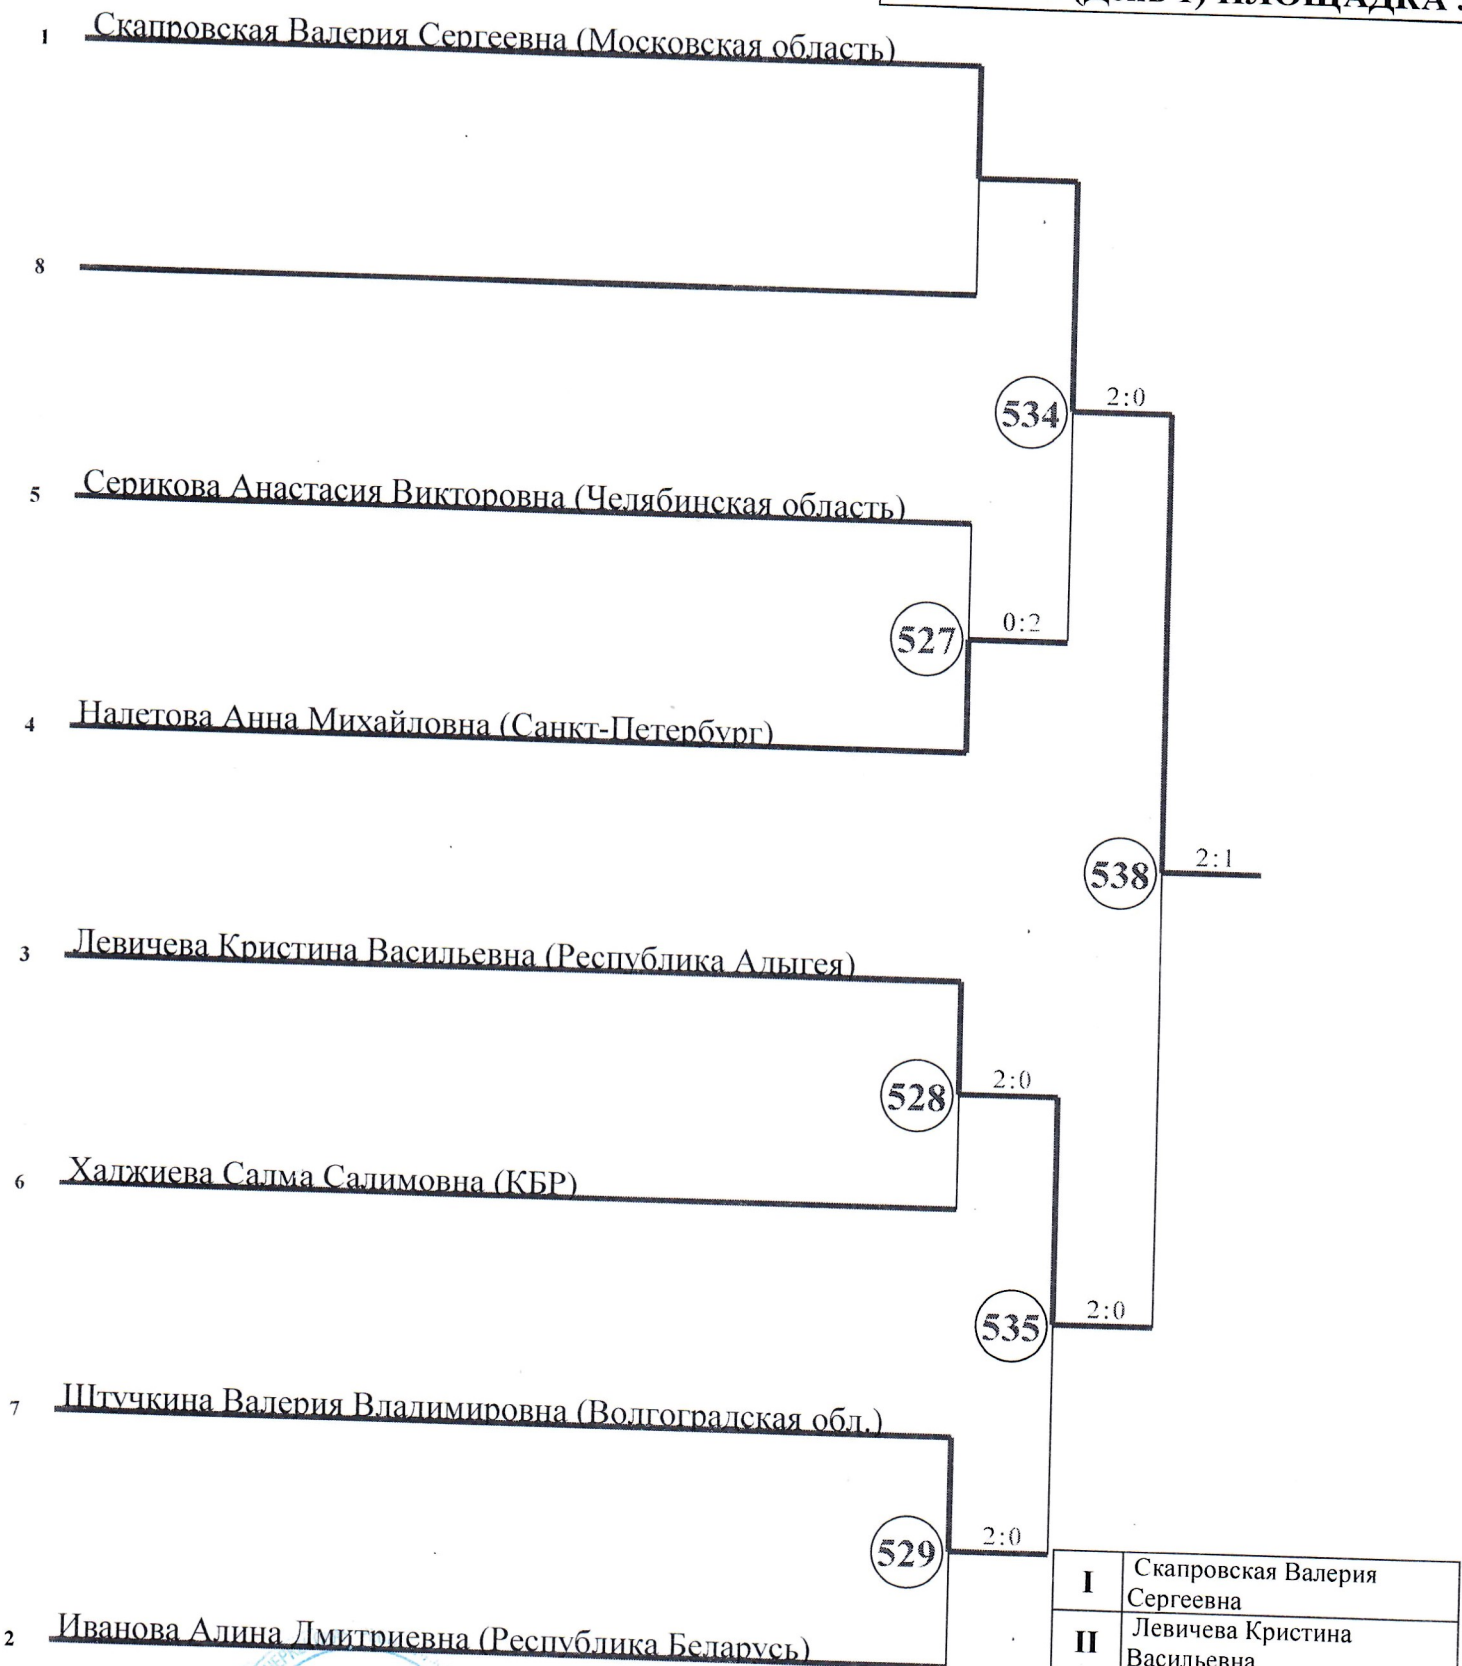 ПЛОЩАДКА
1 Скапровская Валерия Сергеевна (Московская область)
8
534 2:0
5 Серикова Анастасия Викторовна (Челябинская область)
527 0:2
4 Налетова Анна Михайловна (Санкт-Петербург)
538 2:1
3 Левичева Кристина Васильевна (Республика Адыгея)
528 2:0
6 Хаджиева Салма Салимовна (КБР)
535 2:0
7 Штучкина Валерия Владимировна (Волгоградская обл.)
529 2:0
I Скапровская Валерия
Сергеевна
2 Иванова Алина Дмитриевна (Республика Беларусь)
II Левичева Кристина
Васильевна